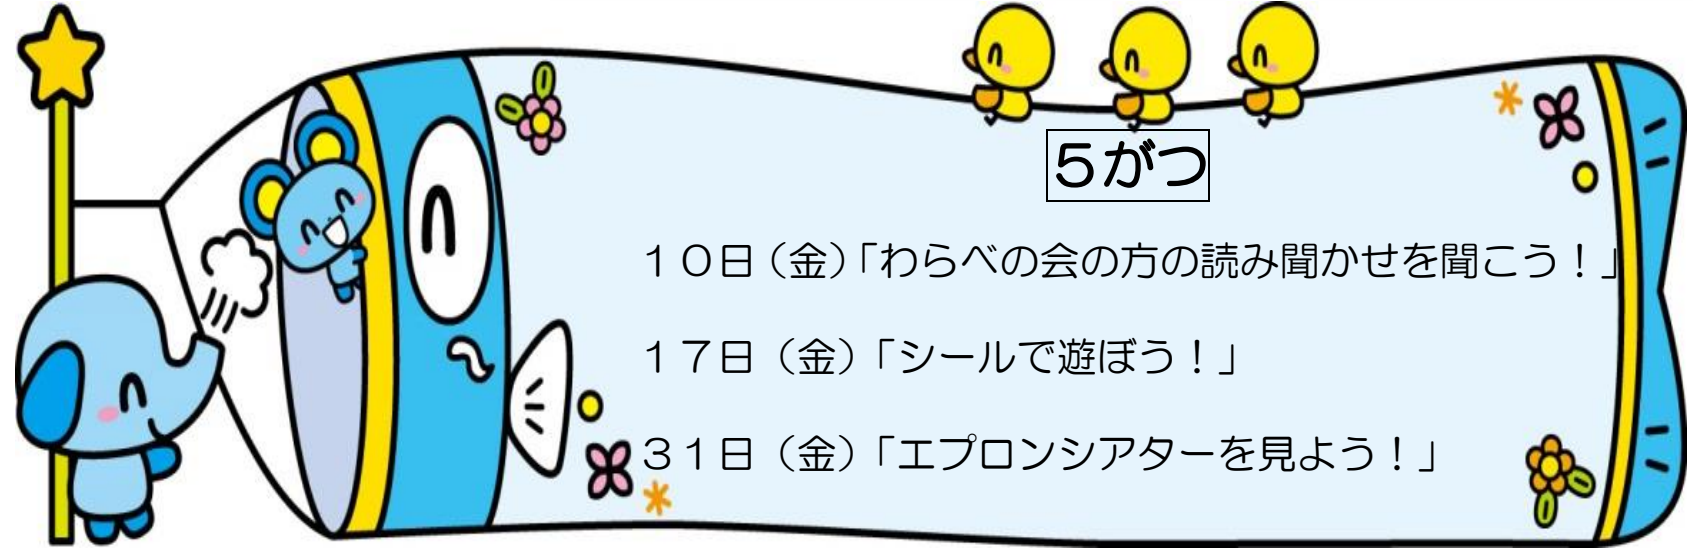 ５がつ
１０日（金）「わらべの会の方の読み聞かせを聞こう！」
１７日（金）「シールで遊ぼう！」
３１日（金）「エプロンシアターを見よう！」